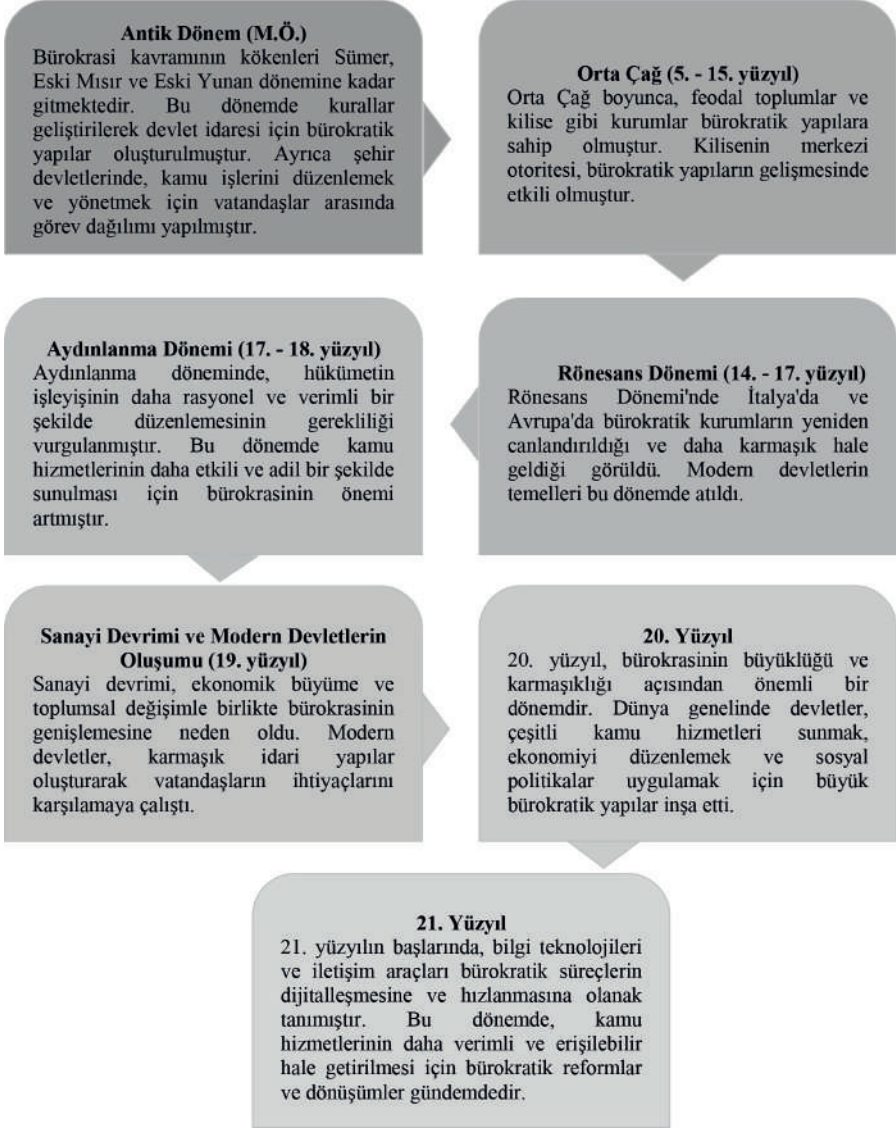 Antik Dönem (M.Ö.)
Bürokrasi kavramının kökenleri Sümer,
Eski Mısır ve Eski Yunan dönemine kadar
gitmektedir. Bu dönemde kurallar
geliştirilerek devlet idaresi için bürokratik
yapılar oluşturulmuştur. Ayrıca şehir
devletlerinde, kamu işlerini düzenlemek
ve yönetmek için vatandaşlar arasında
görev dağılımı yapılmıştır.
Orta Çağ (5. - 15. yüzyıl)
Orta Çağ boyunca, feodal toplumlar ve
kilise gibi kurumlar bürokratik yapılara
sahip olmuştur. Kilisenin merkezi
otoritesi, bürokratik yapıların gelişmesinde
etkili olmuştur.
Rönesans Dönemi (14. - 17. yüzyıl)
Rönesans Dönemi'nde İtalya'da ve
Avrupa'da bürokratik kurumların yeniden
canlandırıldığı ve daha karmaşık hale
geldiği görüldü. Modern devletlerin
temelleri bu dönemde atıldı.
Aydınlanma Dönemi (17. - 18. yüzyıl)
Aydınlanma döneminde, hükümetin
işleyişinin daha rasyonel ve verimli bir
şekilde düzenlemesinin gerekliliği
vurgulanmıştır. Bu dönemde kamu
hizmetlerinin daha etkili ve adil bir şekilde
sunulması için bürokrasinin önemi
artmıştır.
Sanayi Devrimi ve Modern Devletlerin
Oluşumu (19. yüzyıl)
Sanayi devrimi, ekonomik büyüme ve
toplumsal değişimle birlikte bürokrasinin
genişlemesine neden oldu. Modern
devletler, karmaşık idari yapılar
oluşturarak vatandaşların ihtiyaçlarını
karşılamaya çalıştı.
20. Yüzyıl
20. yüzyıl, bürokrasinin büyüklüğü ve
karmaşıklığı açısından önemli bir
dönemdir. Dünya genelinde devletler,
çeşitli kamu hizmetleri sunmak,
ekonomiyi düzenlemek ve sosyal
politikalar uygulamak için büyük
bürokratik yapılar inşa etti.
21. Yüzyıl
21. yüzyılın başlarında, bilgi teknolojileri
ve iletişim araçları bürokratik süreçlerin
dijitalleşmesine ve hızlanmasına olanak
tanımıştır. Bu dönemde, kamu
hizmetlerinin daha verimli ve erişilebilir
hale getirilmesi için bürokratik reformlar
ve dönüşümler gündemdedir.